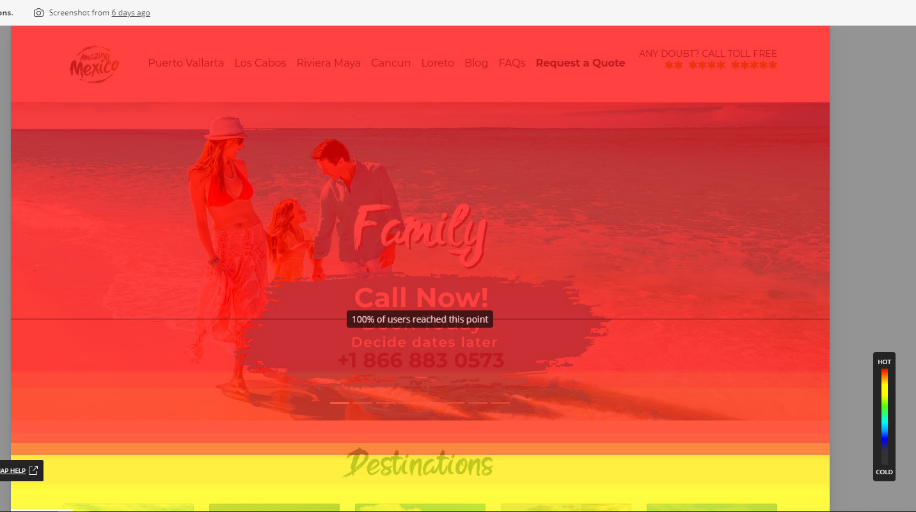 ons.
Screenshot from 6 days ago
Amazing
Mexico
Puerto Vallarta Los Cabos Riviera Maya Cancun Loreto Blog FAQs Request a Quote
ANY DOUBT? CALL TOLL FREE
** **** *****
Family
Call Now!
100% of users reached this point
Decide dates later
+1 866 883 0573
HOT
COLD
AP HELP
Destinations